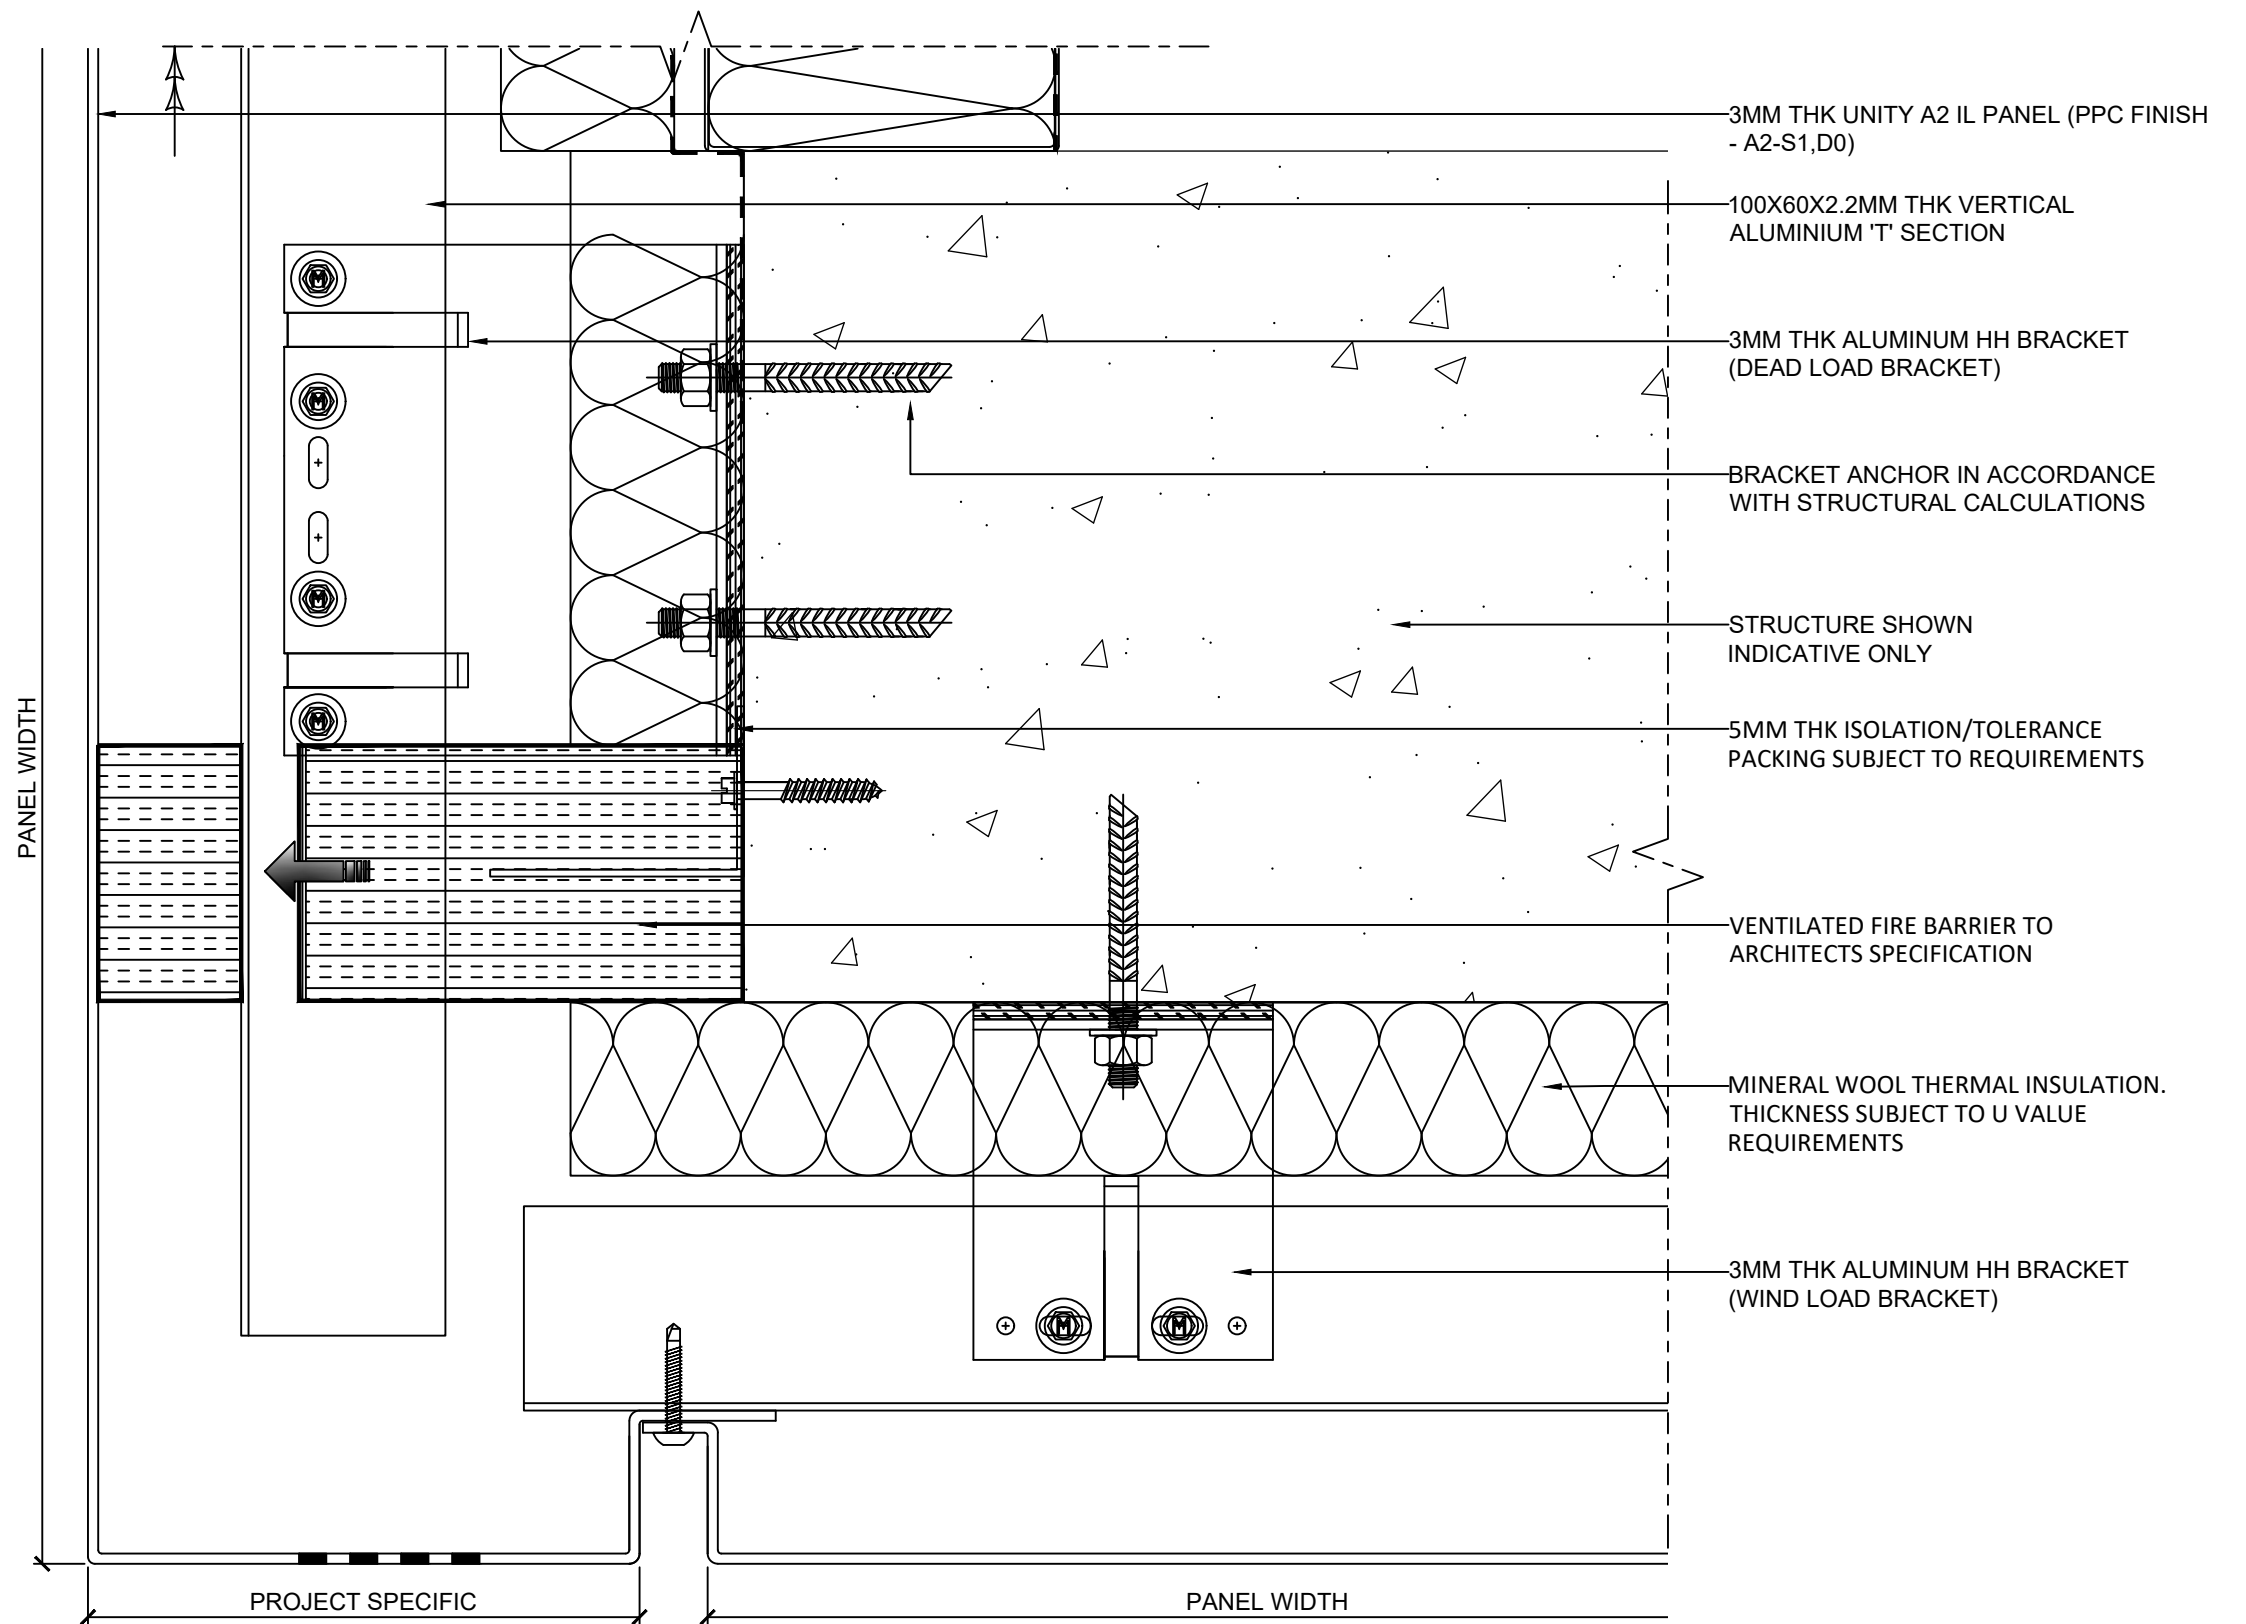 3MM THK UNITY A2 IL PANEL (PPC FINISH
- A2-S1,D0)
100X60X2.2MM THK VERTICAL
ALUMINIUM 'T' SECTION
3MM THK ALUMINUM HH BRACKET
(DEAD LOAD BRACKET)
BRACKET ANCHOR IN ACCORDANCE
WITH STRUCTURAL CALCULATIONS
STRUCTURE SHOWN
INDICATIVE ONLY
5MM THK ISOLATION/TOLERANCE
PACKING SUBJECT TO REQUIREMENTS
VENTILATED FIRE BARRIER TO
ARCHITECTS SPECIFICATION
MINERAL WOOL THERMAL INSULATION.
THICKNESS SUBJECT TO U VALUE
REQUIREMENTS
3MM THK ALUMINUM HH BRACKET
(WIND LOAD BRACKET)
PANEL WIDTH
PROJECT SPECIFIC
PANEL WIDTH